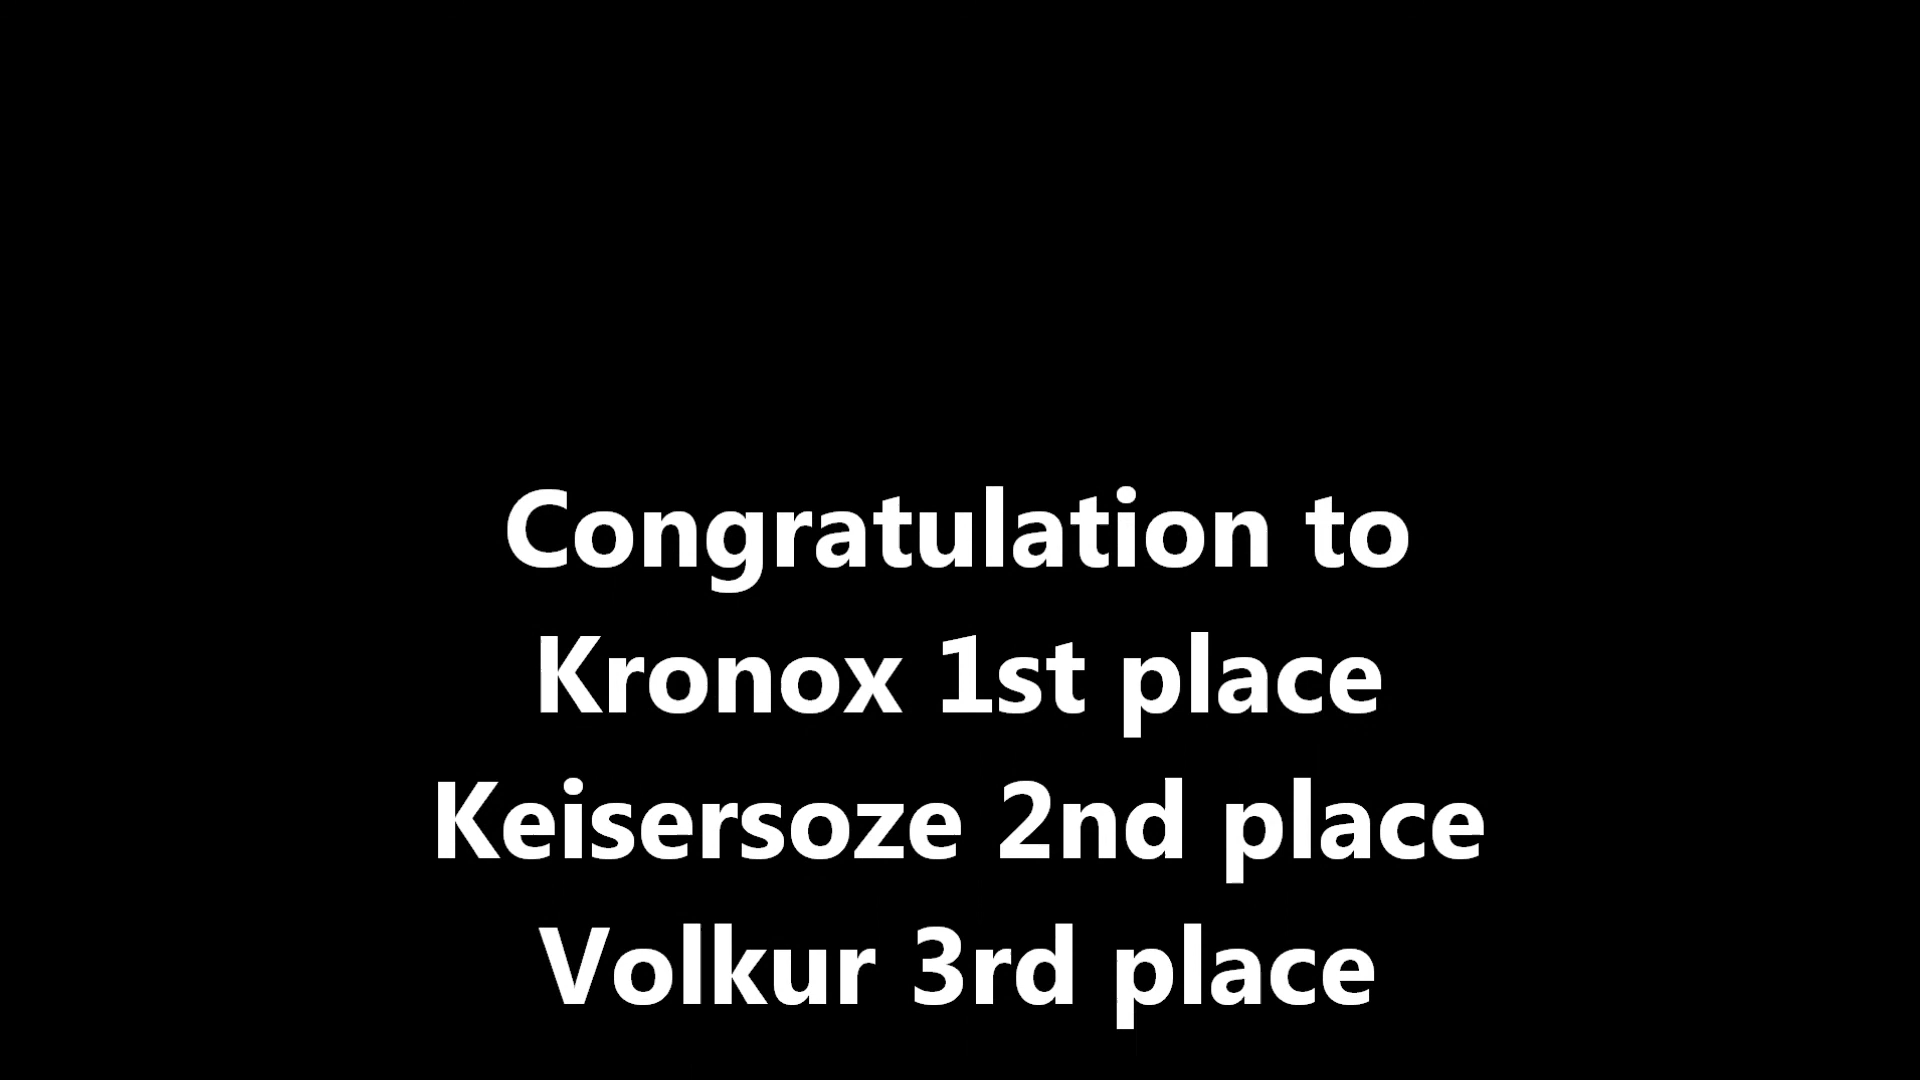 Congratulation to
Kronox 1st place
Keisersoze 2nd place
Volkur 3rd place